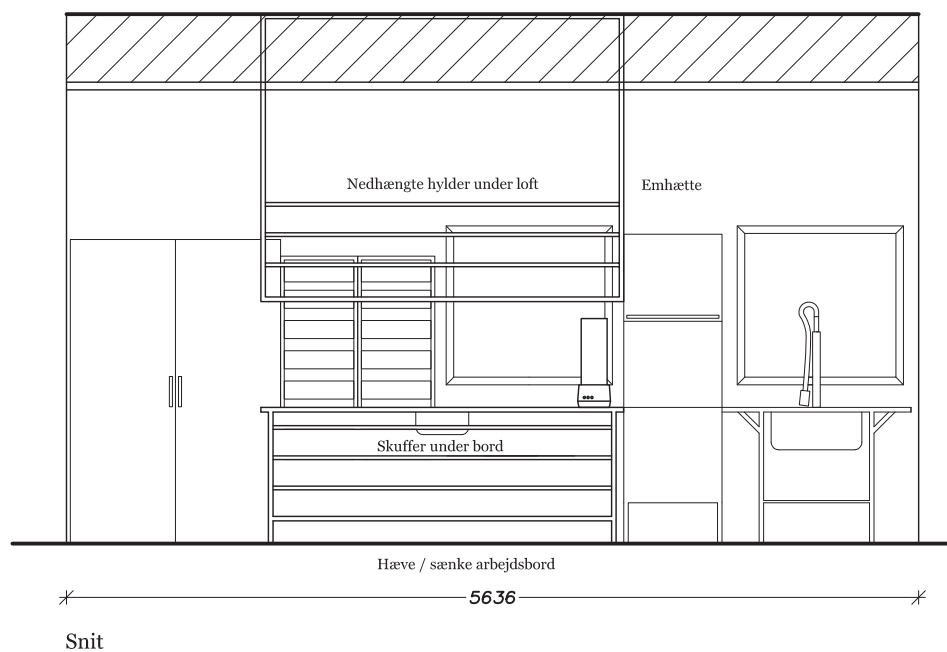 Nedhængte hylder under loft
Emhætte
Skuffer under bord
Hæve / sænke arbejdsbord
5636
Snit